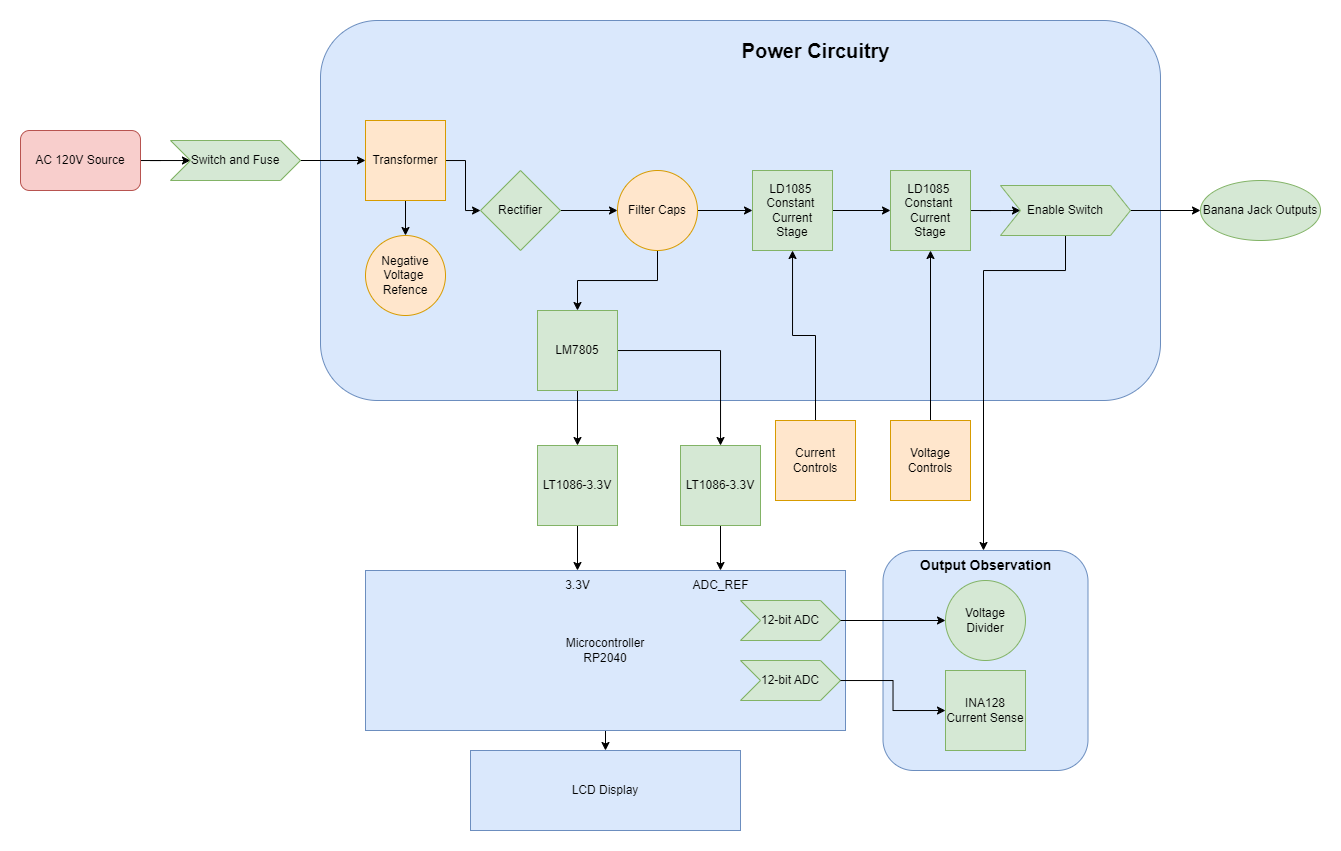 Power Circuitry
AC 120V Source
Switch and Fuse
Transformer
Negative
Voltage
Refence
Rectifier
Filter Caps
LD1085
Constant
Current
Stage
LD1085
Constant
Current
Stage
Enable Switch
Banana Jack Outputs
LM7805
LT1086-3.3V
LT1086-3.3V
Current
Controls
Voltage
Controls
3.3V
ADC_REF
Microcontroller
RP2040
12-bit ADC
12-bit ADC
Output Observation
Voltage
Divider
INA128
Current Sense
LCD Display